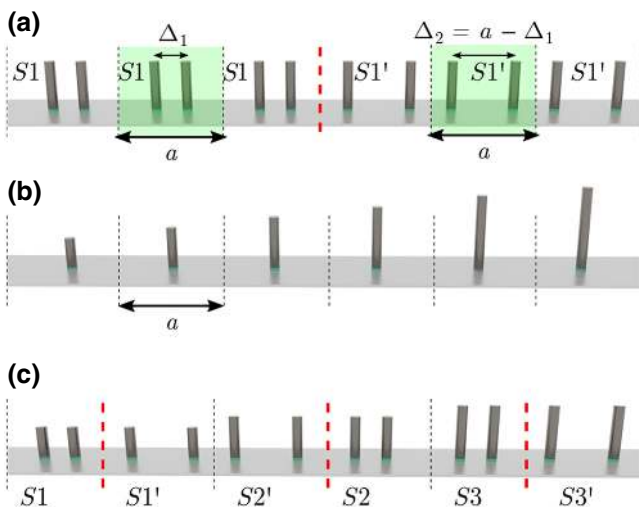 (a)
Δ₁
Δ₂ = a − Δ₁
S1 S1 S1 S1' S1' S1'
a a
(b)
a
(c)
S1 S1' S2' S2 S3 S3'